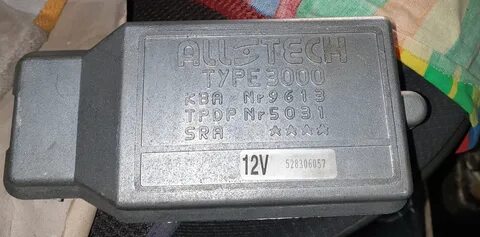 ALL TECH
TYPE 3000
KBA Nr 9613
TPDP Nr 5031
SRA ☆☆☆☆
12V 528306057